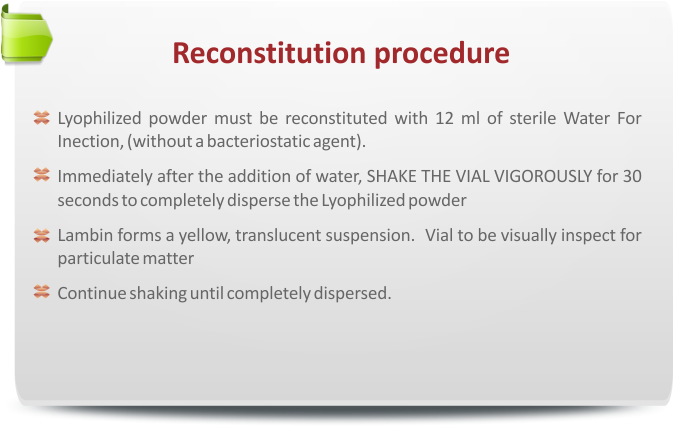 Reconstitution procedure
Lyophilized powder must be reconstituted with 12 ml of sterile Water For
Inection, (without a bacteriostatic agent).
Immediately after the addition of water, SHAKE THE VIAL VIGOROUSLY for 30
seconds to completely disperse the Lyophilized powder
Lambin forms a yellow, translucent suspension. Vial to be visually inspect for
particulate matter
Continue shaking until completely dispersed.